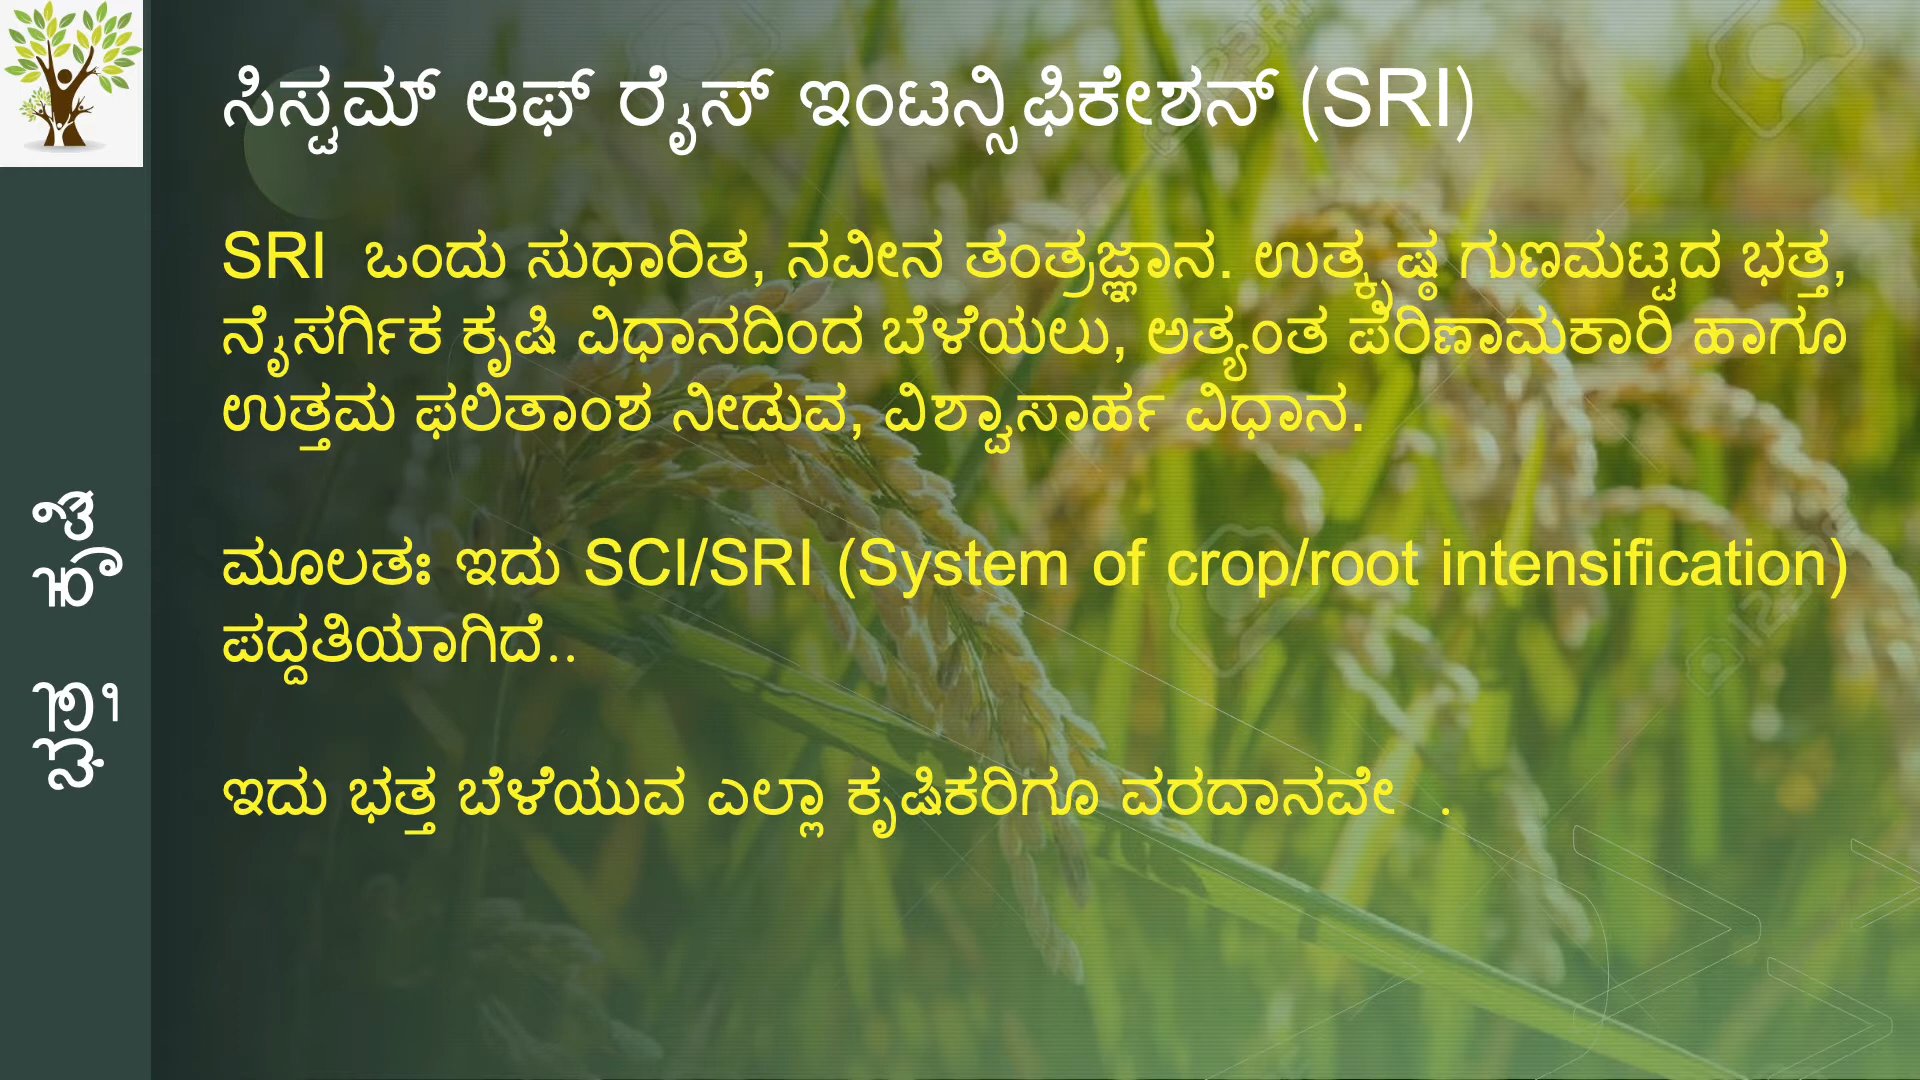 ಸಿಸ್ಟಮ್ ಆಫ್ ರೈಸ್ ಇಂಟನ್ಸಿಫಿಕೇಶನ್ (SRI)
SRI ಒಂದು ಸುಧಾರಿತ, ನವೀನ ತಂತ್ರಜ್ಞಾನ. ಉತ್ಕೃಷ್ಠ ಗುಣಮಟ್ಟದ ಭತ್ತ,
ನೈಸರ್ಗಿಕ ಕೃಷಿ ವಿಧಾನದಿಂದ ಬೆಳೆಯಲು, ಅತ್ಯಂತ ಪರಿಣಾಮಕಾರಿ ಹಾಗೂ
ಉತ್ತಮ ಫಲಿತಾಂಶ ನೀಡುವ, ವಿಶ್ವಾಸಾರ್ಹ ವಿಧಾನ.
ಮೂಲತಃ ಇದು SCI/SRI (System of crop/root intensification)
ಪದ್ದತಿಯಾಗಿದೆ..
ಇದು ಭತ್ತ ಬೆಳೆಯುವ ಎಲ್ಲಾ ಕೃಷಿಕರಿಗೂ ವರದಾನವೇ .